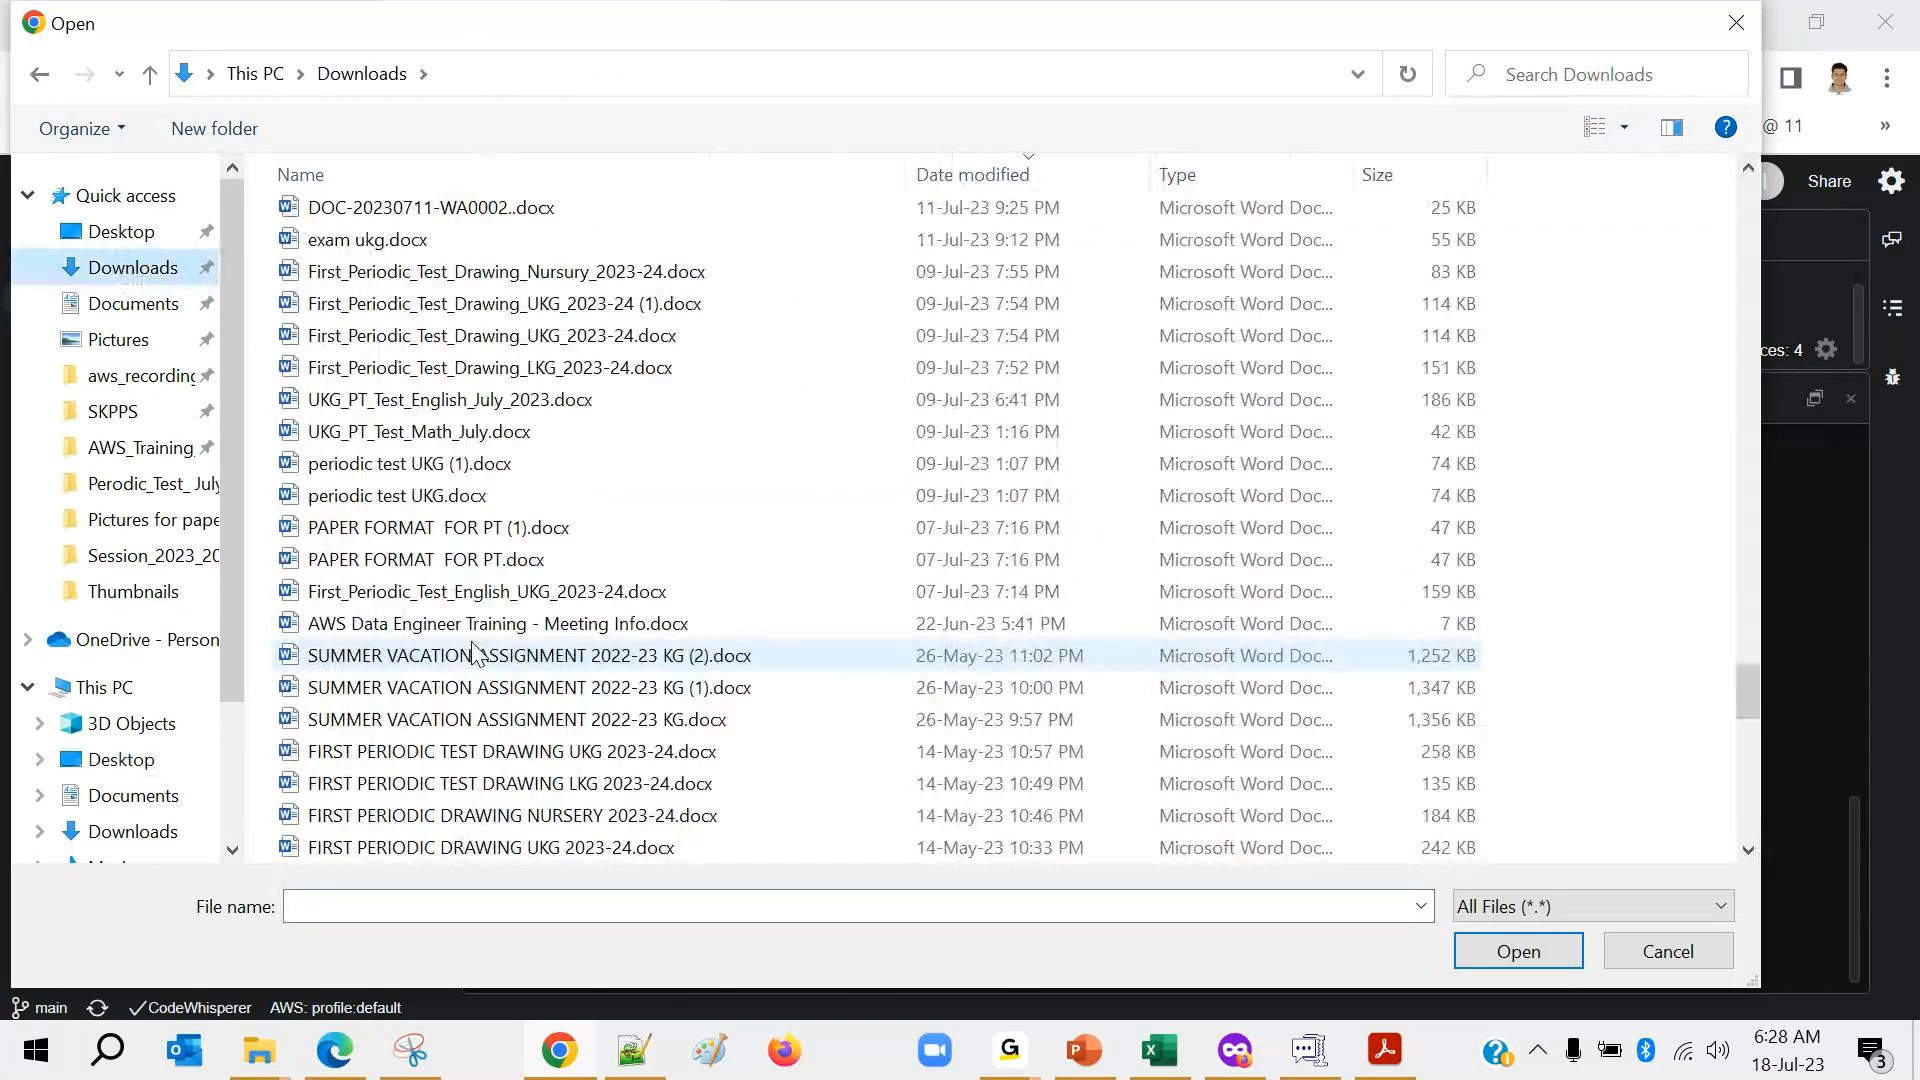 Open
This PC
Downloads
Search Downloads
Organize
New folder
@ 11
Share
ces: 4
Quick access
Desktop
Downloads
Documents
Pictures
aws_recording
SKPPS
AWS_Training_
Perodic_Test_ July
Pictures for pape
Session_2023_20
Thumbnails
OneDrive - Person
This PC
3D Objects
Desktop
Documents
Downloads
Name Date modified Type Size
DOC-20230711-WA0002..docx 11-Jul-23 9:25 PM Microsoft Word Doc... 25 KB
exam ukg.docx 11-Jul-23 9:12 PM Microsoft Word Doc... 55 KB
First_Periodic_Test_Drawing_Nursury_2023-24.docx 09-Jul-23 7:55 PM Microsoft Word Doc... 83 KB
First_Periodic_Test_Drawing_UKG_2023-24 (1).docx 09-Jul-23 7:54 PM Microsoft Word Doc... 114 KB
First_Periodic_Test_Drawing_UKG_2023-24.docx 09-Jul-23 7:54 PM Microsoft Word Doc... 114 KB
First_Periodic_Test_Drawing_LKG_2023-24.docx 09-Jul-23 7:52 PM Microsoft Word Doc... 151 KB
UKG_PT_Test_English_July_2023.docx 09-Jul-23 6:41 PM Microsoft Word Doc... 186 KB
UKG_PT_Test_Math_July.docx 09-Jul-23 1:16 PM Microsoft Word Doc... 42 KB
periodic test UKG (1).docx 09-Jul-23 1:07 PM Microsoft Word Doc... 74 KB
periodic test UKG.docx 09-Jul-23 1:07 PM Microsoft Word Doc... 74 KB
PAPER FORMAT  FOR PT (1).docx 07-Jul-23 7:16 PM Microsoft Word Doc... 47 KB
PAPER FORMAT  FOR PT.docx 07-Jul-23 7:16 PM Microsoft Word Doc... 47 KB
First_Periodic_Test_English_UKG_2023-24.docx 07-Jul-23 7:14 PM Microsoft Word Doc... 159 KB
AWS Data Engineer Training - Meeting Info.docx 22-Jun-23 5:41 PM Microsoft Word Doc... 7 KB
SUMMER VACATION ASSIGNMENT 2022-23 KG (2).docx 26-May-23 11:02 PM Microsoft Word Doc... 1,252 KB
SUMMER VACATION ASSIGNMENT 2022-23 KG (1).docx 26-May-23 10:00 PM Microsoft Word Doc... 1,347 KB
SUMMER VACATION ASSIGNMENT 2022-23 KG.docx 26-May-23 9:57 PM Microsoft Word Doc... 1,356 KB
FIRST PERIODIC TEST DRAWING UKG 2023-24.docx 14-May-23 10:57 PM Microsoft Word Doc... 258 KB
FIRST PERIODIC TEST DRAWING LKG 2023-24.docx 14-May-23 10:49 PM Microsoft Word Doc... 135 KB
FIRST PERIODIC DRAWING NURSERY 2023-24.docx 14-May-23 10:46 PM Microsoft Word Doc... 184 KB
FIRST PERIODIC DRAWING UKG 2023-24.docx 14-May-23 10:33 PM Microsoft Word Doc... 242 KB
File name:
All Files (*.*)
Open
Cancel
main
CodeWhisperer
AWS: profile:default
6:28 AM
18-Jul-23
3